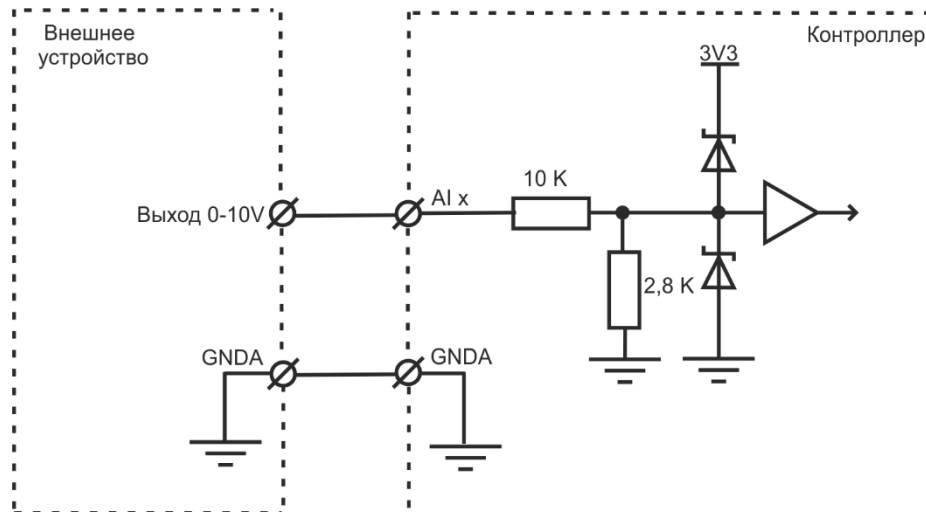 Внешнее
устройство
Контроллер
3V3
10 K
AI x
Выход 0-10V
2,8 K
GNDA
GNDA